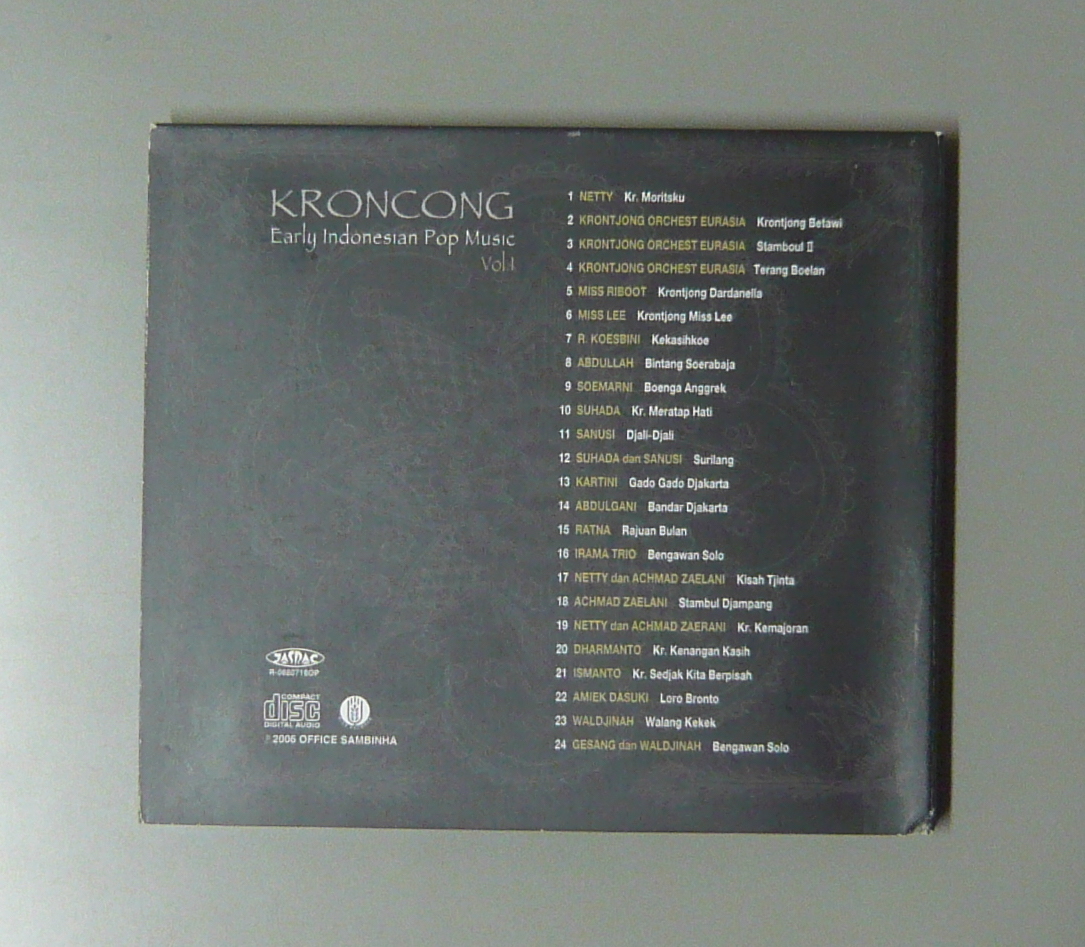 KRONCONG
Early Indonesian Pop Music
Vol.1
1 NETTY Kr. Moritsku
2 KRONTJONG ORCHEST EURASIA Krontjong Betawi
3 KRONTJONG ORCHEST EURASIA Stamboul II
4 KRONTJONG ORCHEST EURASIA Terang Boelan
5 MISS RIBOOT Krontjong Dardanella
6 MISS LEE Krontjong Miss Lee
7 R. KOESBINI Kekasihkoe
8 ABDULLAH Bintang Soerabaja
9 SOEMARNI Boenga Anggrek
10 SUHADA Kr. Meratap Hati
11 SANUSI Djali-Djali
12 SUHADA dan SANUSI Surilang
13 KARTINI Gado Gado Djakarta
14 ABDULGANI Bandar Djakarta
15 RATNA Rajuan Bulan
16 IRAMA TRIO Bengawan Solo
17 NETTY dan ACHMAD ZAELANI Kisah Tjinta
18 ACHMAD ZAELANI Stambul Djampang
19 NETTY dan ACHMAD ZAERANI Kr. Kemajoran
20 DHARMANTO Kr. Kenangan Kasih
21 ISMANTO Kr. Sedjak Kita Berpisah
22 AMIEK DASUKI Loro Bronto
23 WALDJINAH Walang Kekek
24 GESANG dan WALDJINAH Bengawan Solo
JASRAC
COMPACT
disc
DIGITAL AUDIO
℗2006 OFFICE SAMBINHA